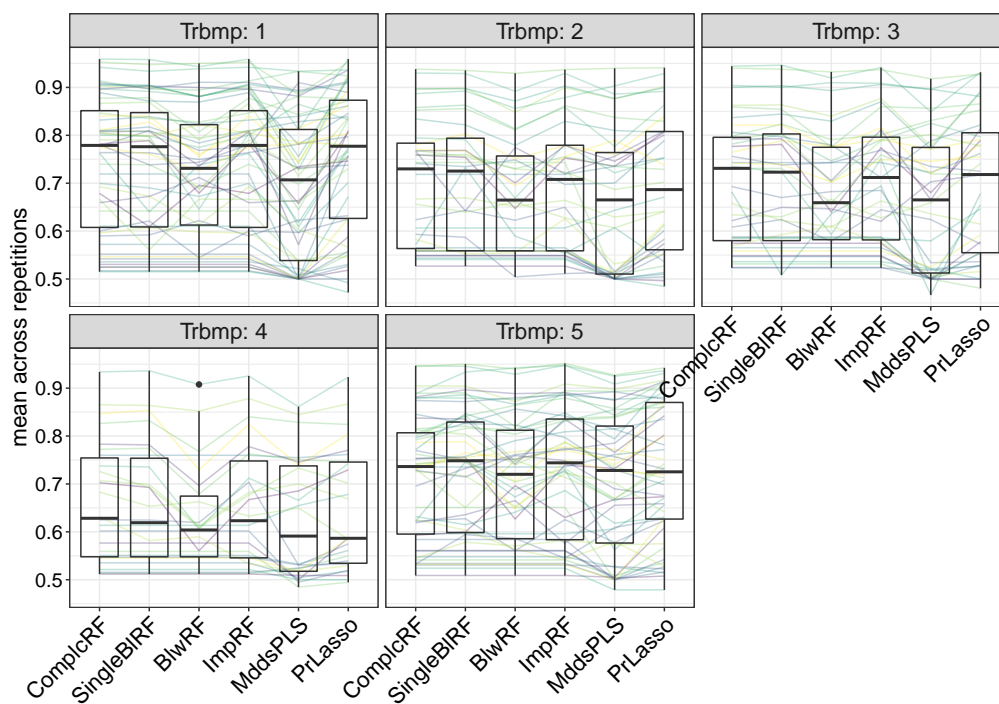 Trbmp: 1
Trbmp: 2
Trbmp: 3
0.9
0.8
0.7
0.6
0.5
Trbmp: 4
Trbmp: 5
0.9
0.8
0.7
0.6
0.5
mean across repetitions
ComplcRF
SingleBlRF
BlwRF
ImpRF
MddsPLS
PrLasso
ComplcRF
SingleBlRF
BlwRF
ImpRF
MddsPLS
PrLasso
ComplcRF
SingleBlRF
BlwRF
ImpRF
MddsPLS
PrLasso